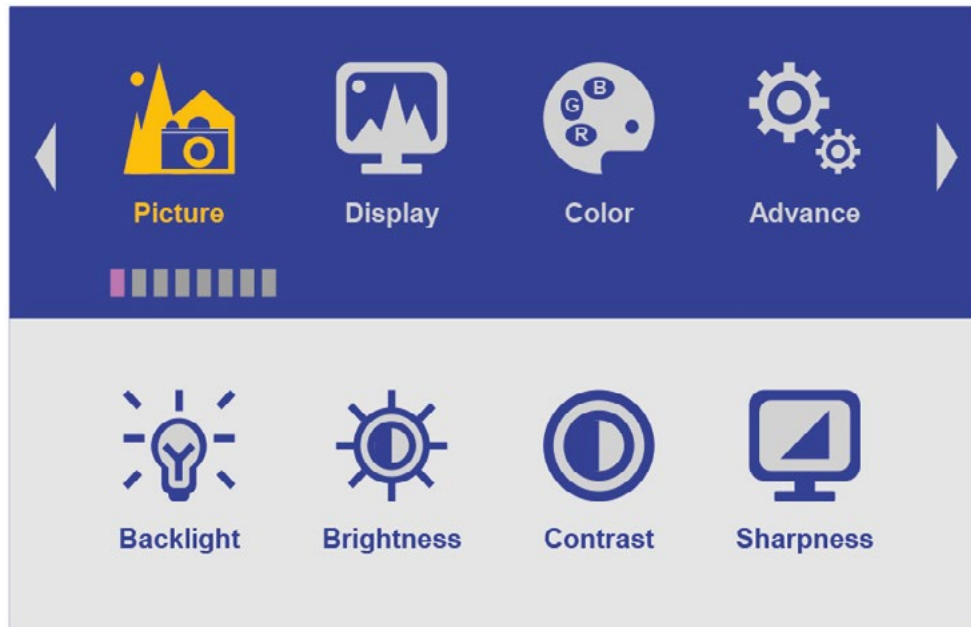 Picture Display Color Advance
B
G
R
Backlight Brightness Contrast Sharpness